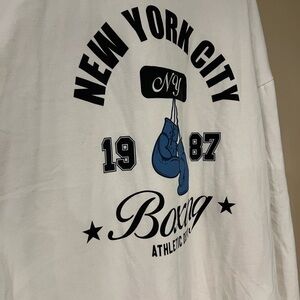 NEW YORK CITY
NY
19 87
Boxing
ATHLETIC